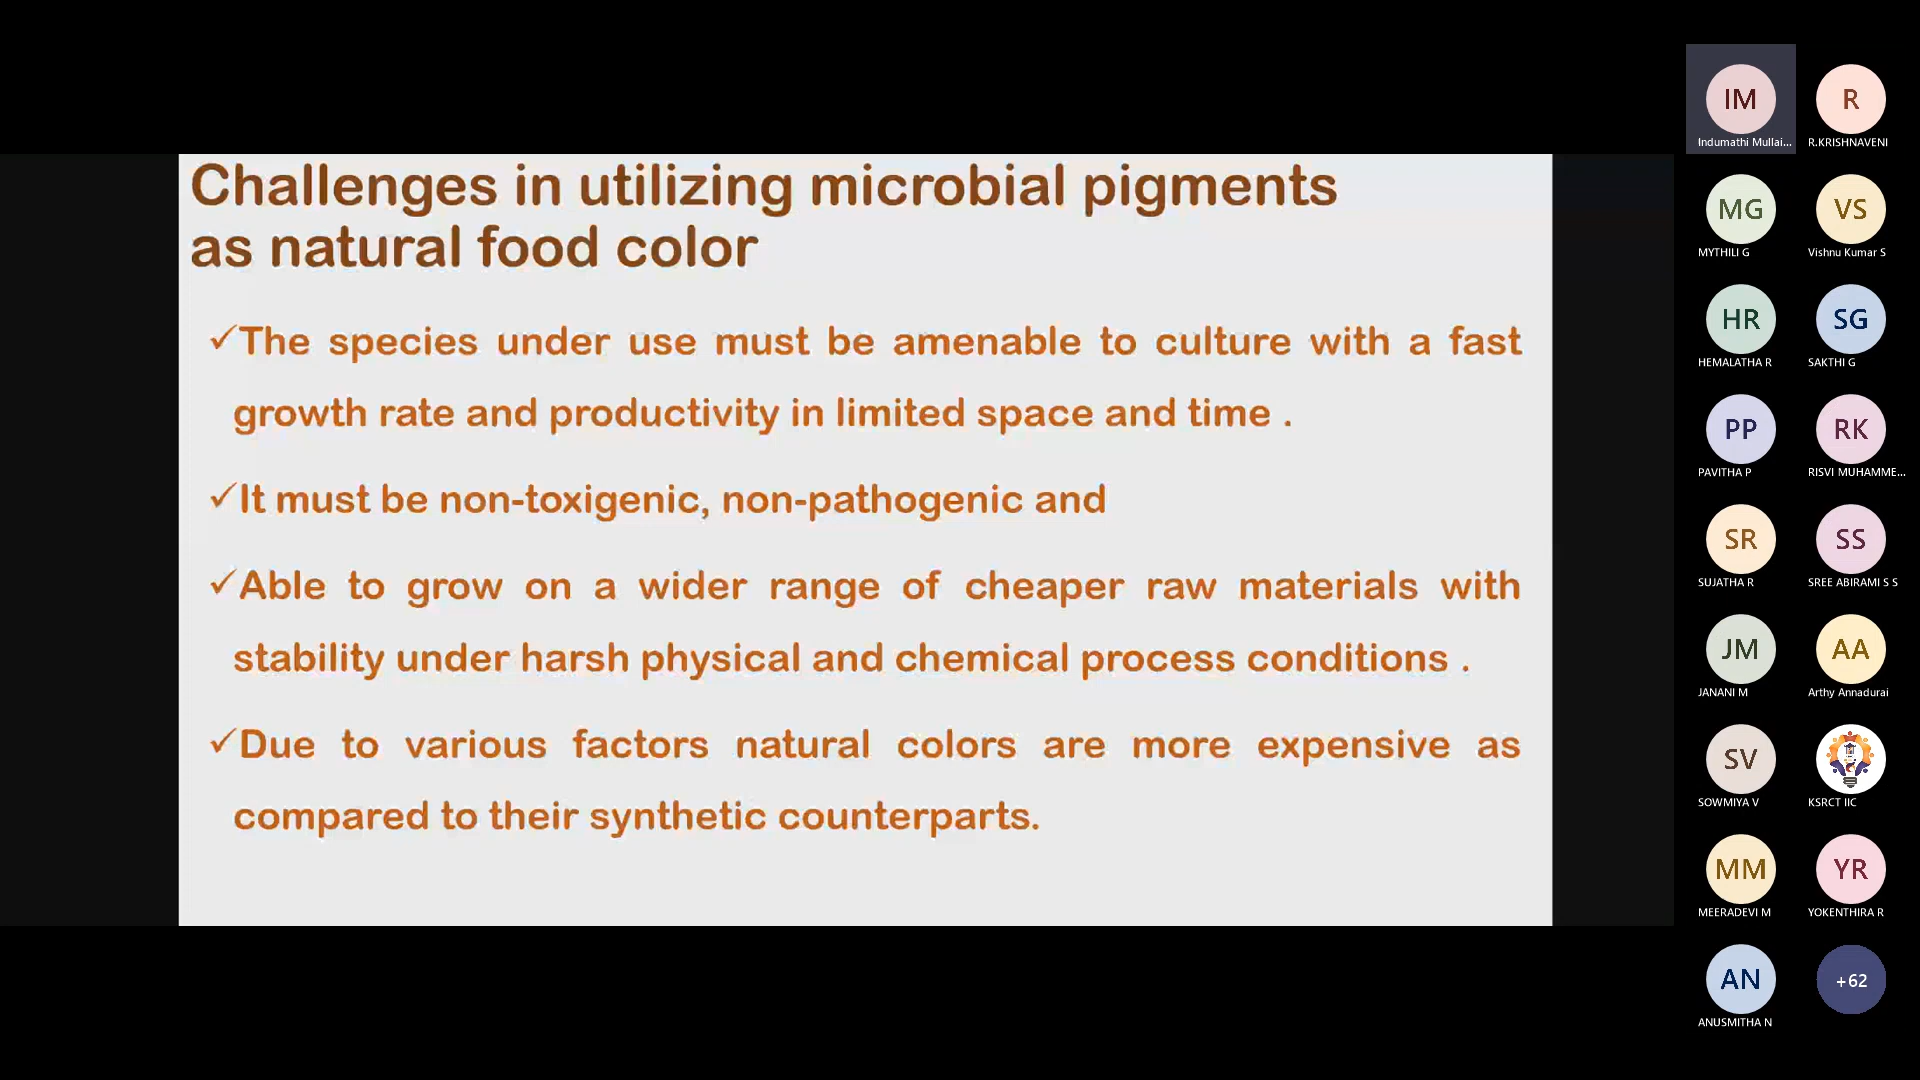 Challenges in utilizing microbial pigments
as natural food color
✓The species under use must be amenable to culture with a fast
growth rate and productivity in limited space and time .
✓It must be non-toxigenic, non-pathogenic and
✓Able to grow on a wider range of cheaper raw materials with
stability under harsh physical and chemical process conditions .
✓Due to various factors natural colors are more expensive as
compared to their synthetic counterparts.
IM
Indumathi Mullai...
R
R.KRISHNAVENI
MG
MYTHILI G
VS
Vishnu Kumar S
HR
HEMALATHA R
SG
SAKTHI G
PP
PAVITHA P
RK
RISVI MUHAMME...
SR
SUJATHA R
SS
SREE ABIRAMI S S
JM
JANANI M
AA
Arthy Annadurai
SV
SOWMIYA V
KSRCT IIC
MM
MEERADEVI M
YR
YOKENTHIRA R
AN
ANUSMITHA N
+62